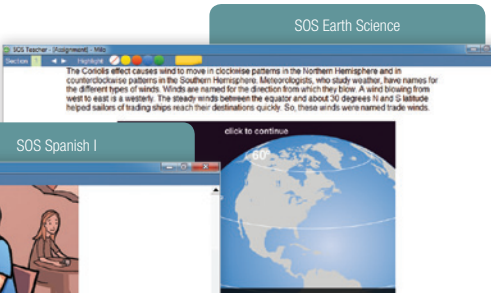 SOS Earth Science
SOS Teacher - [Assignment] - Milo
Section ? Highlight
The Coriolis effect causes wind to move in clockwise patterns in the Northern Hemisphere and in
counterclockwise patterns in the Southern Hemisphere. Meteorologists, who study weather, have names for
the different types of winds. Winds are named for the direction from which they blow. A wind blowing from
west to east is a westerly. The steady winds between the equator and about 30 degrees N and S latitude
helped sailors of trading ships reach their destinations quickly. So, these winds were named trade winds.
click to continue
60°
SOS Spanish I